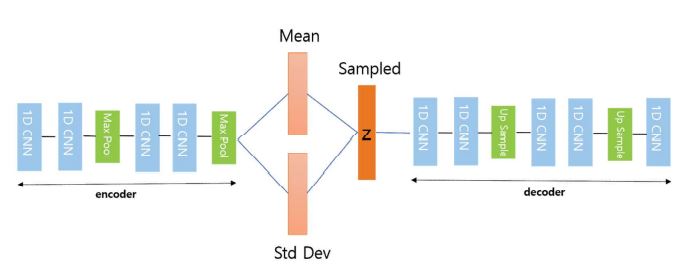 Mean
Sampled
1D CNN
1D CNN
Max Poo
1D CNN
1D CNN
Max Pool
z
1D CNN
1D CNN
Up Sample
1D CNN
1D CNN
Up Sample
1D CNN
encoder
decoder
Std Dev